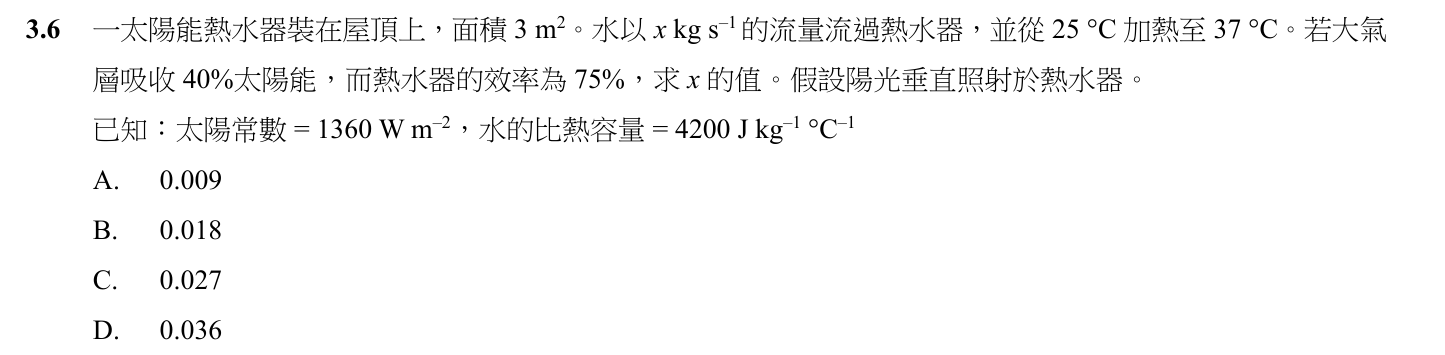 3.6 一太陽能熱水器裝在屋頂上，面積 3 m²。水以 x kg s⁻¹ 的流量流過熱水器，並從 25 °C 加熱至 37 °C。若大氣
層吸收 40%太陽能，而熱水器的效率為 75%，求 x 的值。假設陽光垂直照射於熱水器。
已知：太陽常數 = 1360 W m⁻²，水的比熱容量 = 4200 J kg⁻¹ °C⁻¹
A. 0.009
B. 0.018
C. 0.027
D. 0.036